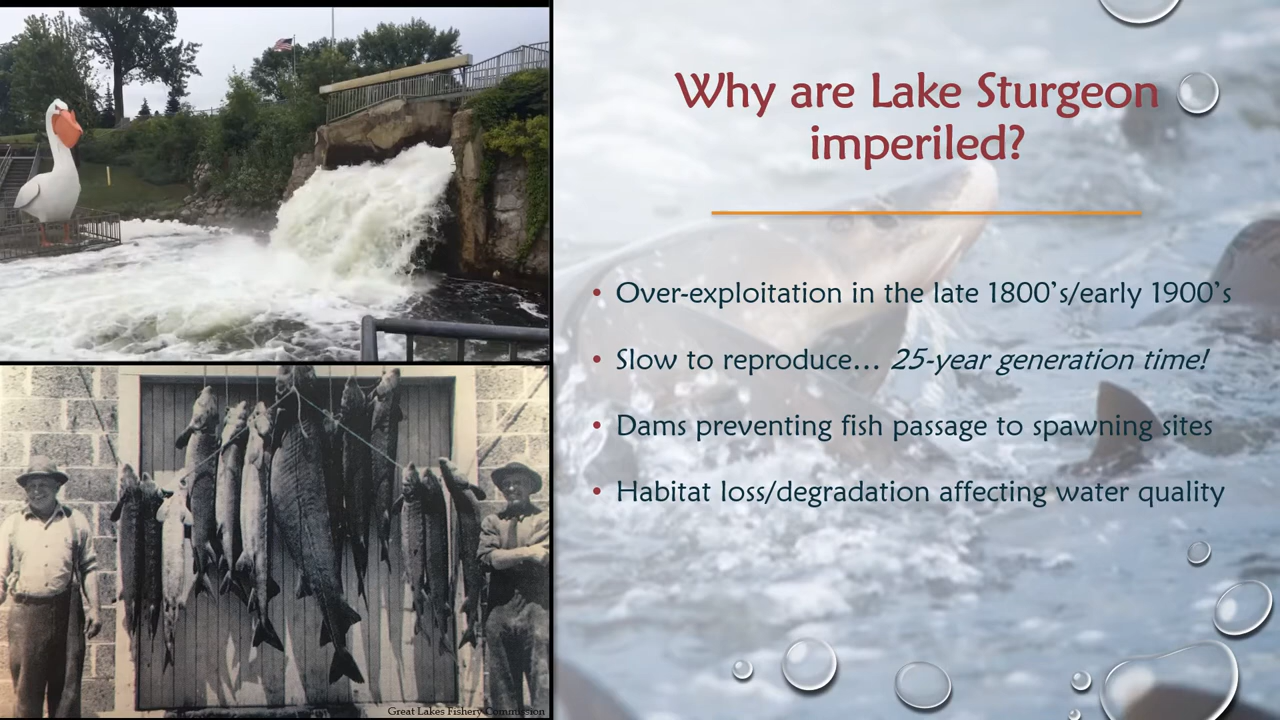 Why are Lake Sturgeon
imperiled?
• Over-exploitation in the late 1800's/early 1900's
• Slow to reproduce… 25-year generation time!
• Dams preventing fish passage to spawning sites
• Habitat loss/degradation affecting water quality
Great Lakes Fishery Commission